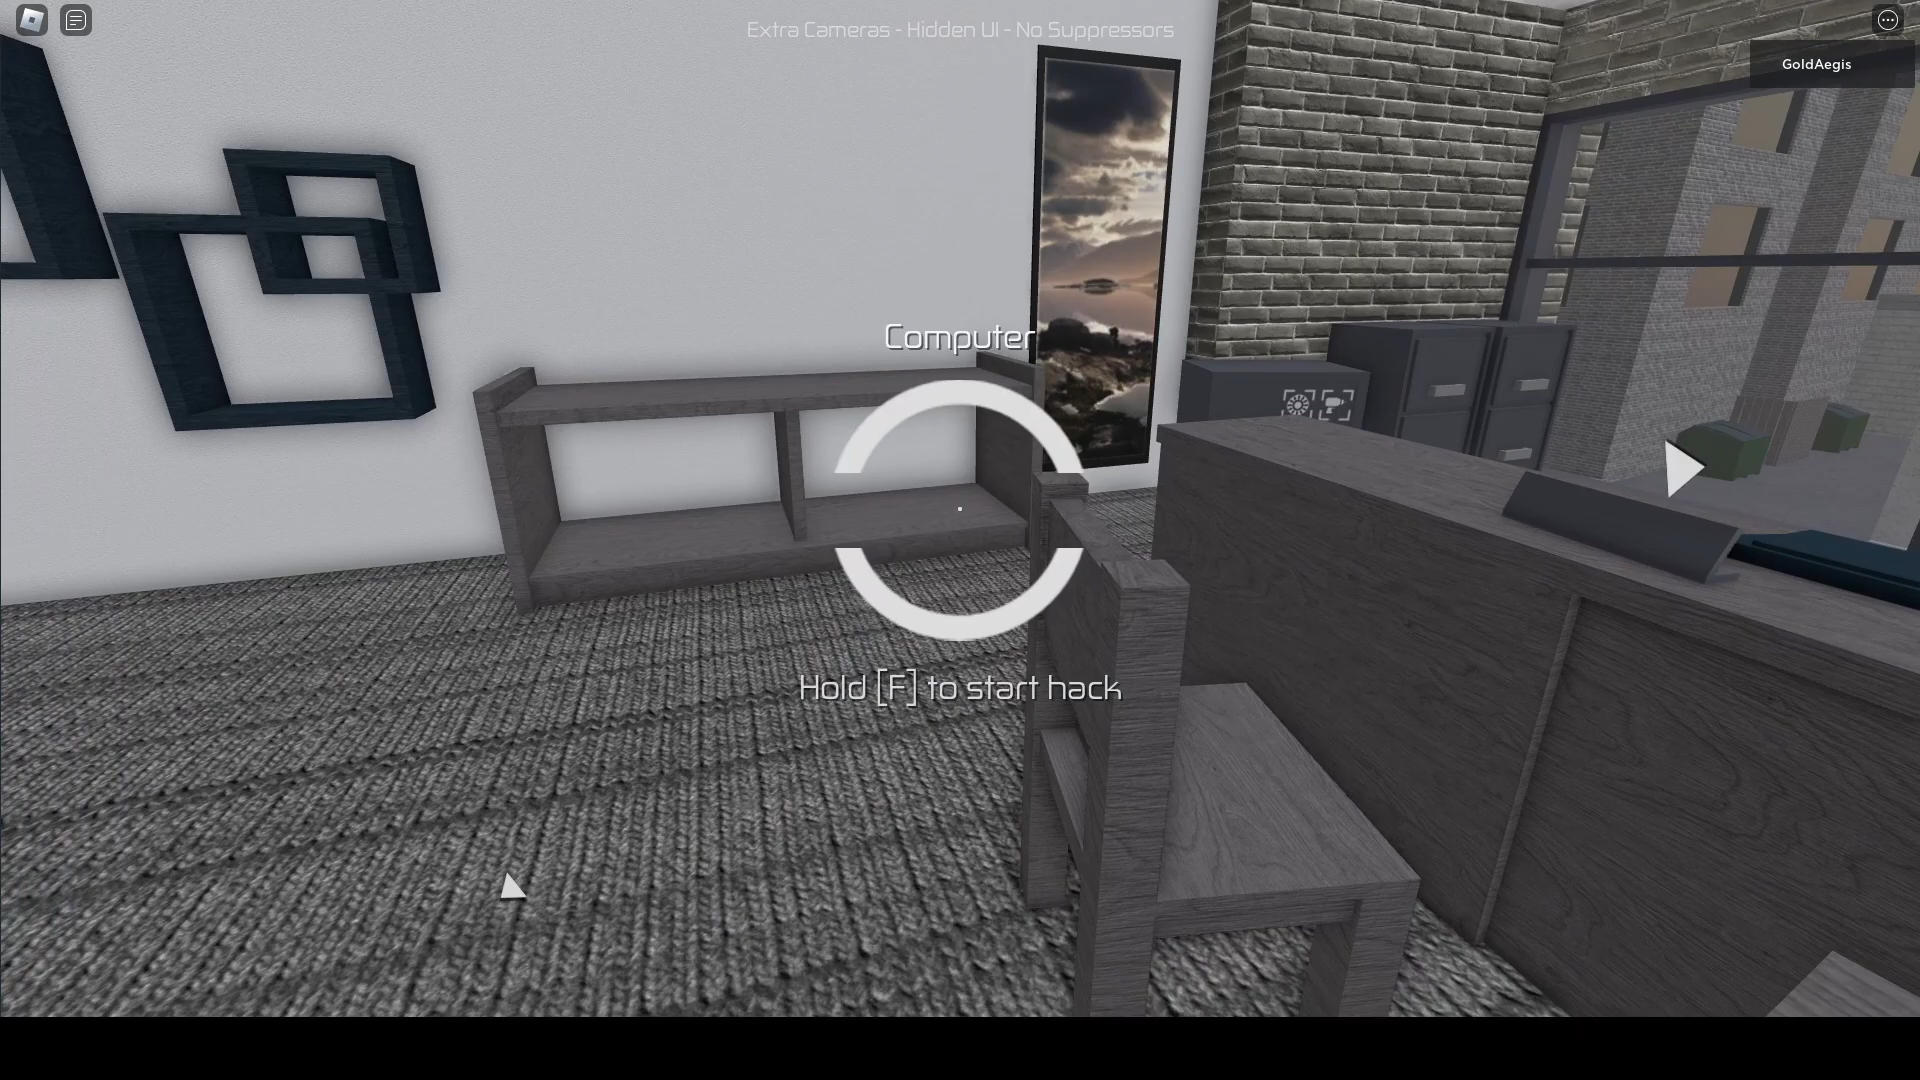 Extra Cameras - Hidden UI - No Suppressors
GoldAegis
Computer
Hold [F] to start hack